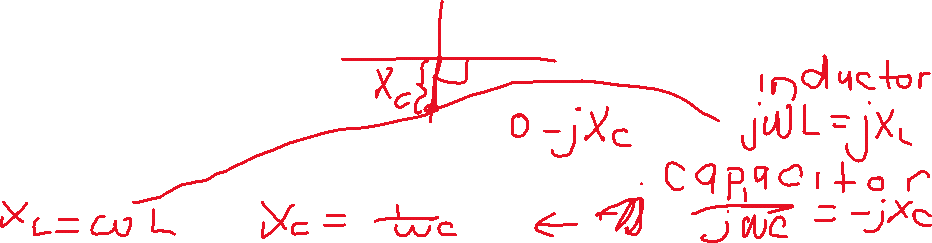 Xc
inductor
0 - jXc
jωL = jXL
capacitor
XL = ωL
Xc = 1/ωc
← 1/jωc = -jXc